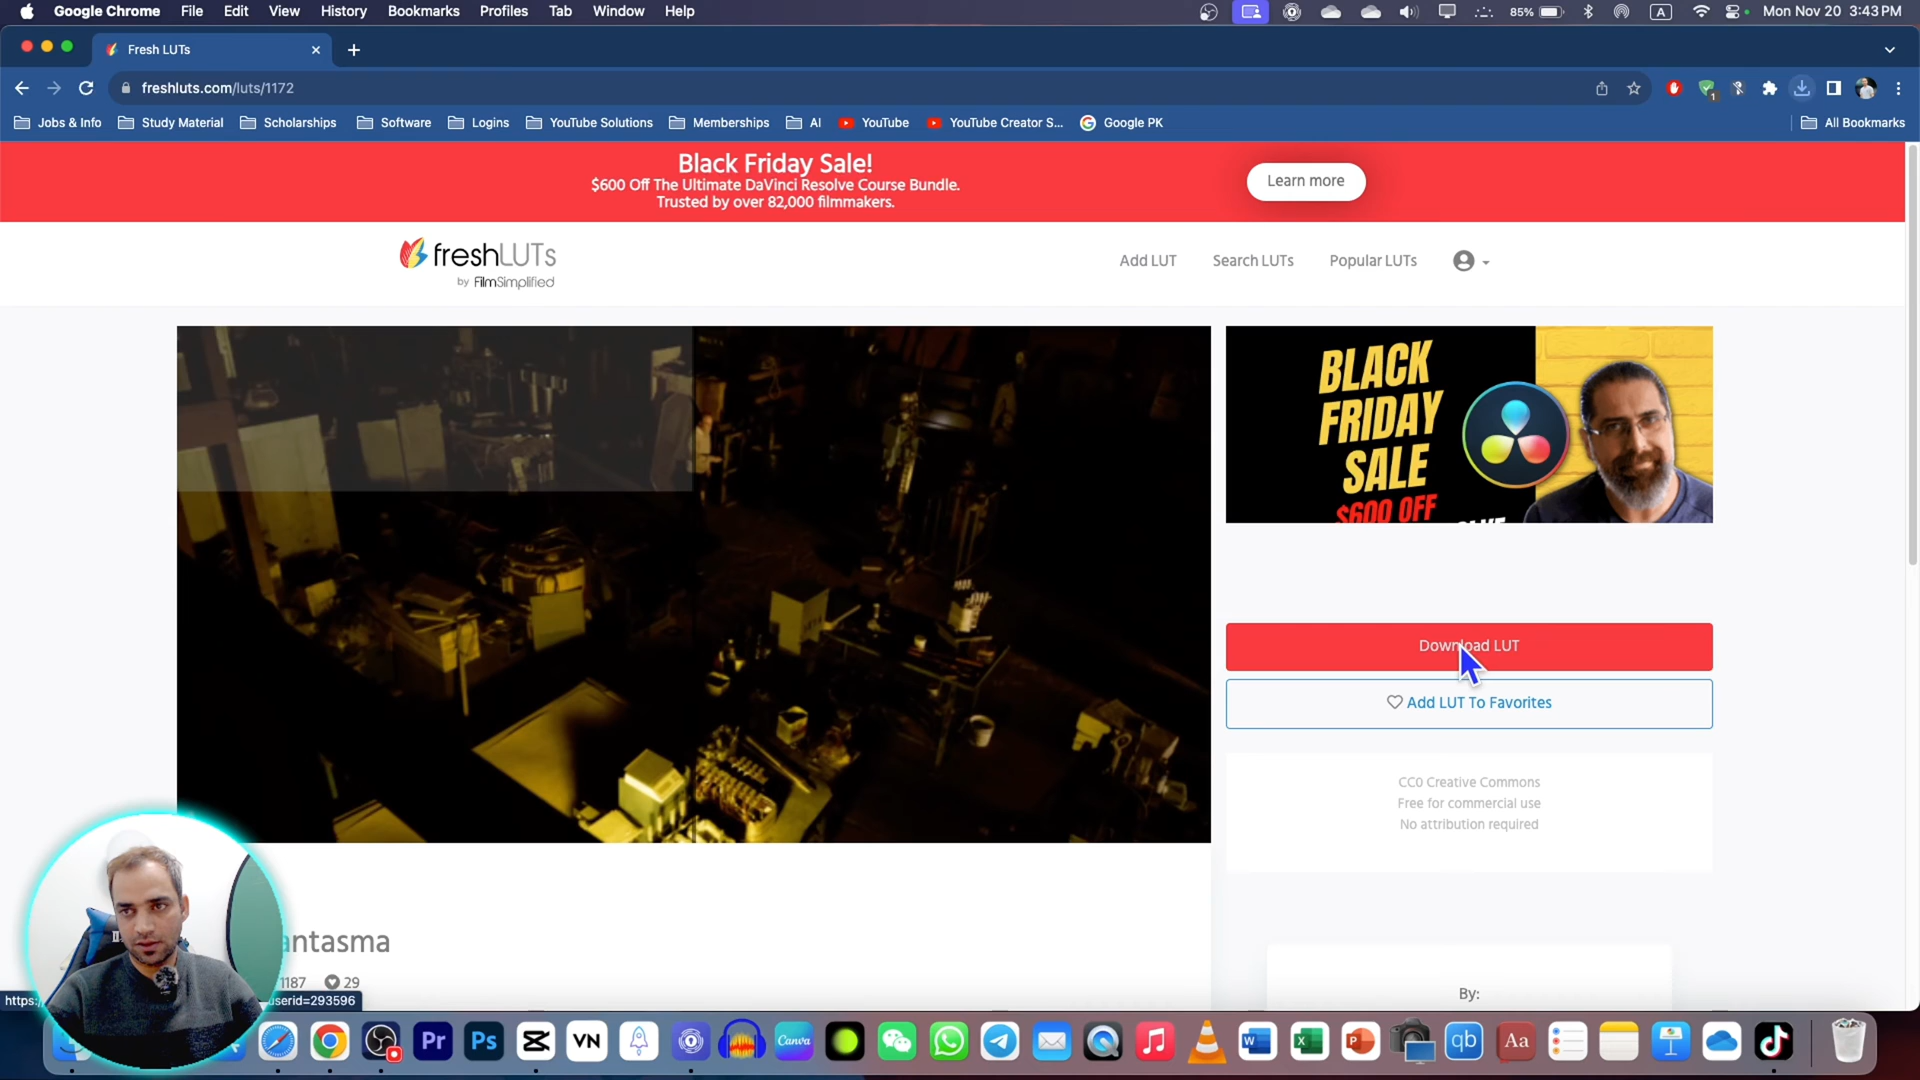 Google Chrome File Edit View History Bookmarks Profiles Tab Window Help
85% A Mon Nov 20 3:43 PM
Fresh LUTs
freshluts.com/luts/1172
1
Jobs & Info Study Material Scholarships Software Logins YouTube Solutions Memberships AI YouTube YouTube Creator S... Google PK All Bookmarks
Black Friday Sale!
$600 Off The Ultimate DaVinci Resolve Course Bundle.
Trusted by over 82,000 filmmakers.
Learn more
freshLUTs
by FilmSimplified
Add LUT Search LUTs Popular LUTs
BLACK
FRIDAY
SALE
$600 OFF
Download LUT
Add LUT To Favorites
CC0 Creative Commons
Free for commercial use
No attribution required
antasma
1187 29
By:
https:/ userid=293596
Pr Ps VN Canva W X P qb Aa